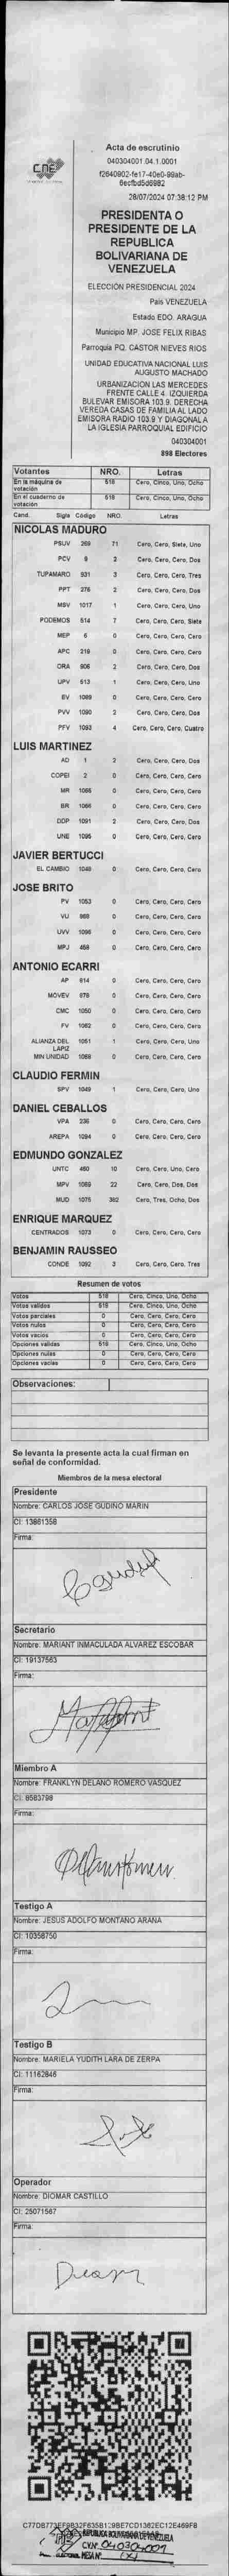 CNE
Acta de escrutinio
040304001.04.1.0001
28/07/2024 07:38:12 PM
PRESIDENTA O
PRESIDENTE DE LA
REPUBLICA
BOLIVARIANA DE
VENEZUELA
ELECCIÓN PRESIDENCIAL 2024
País VENEZUELA
Estado EDO. ARAGUA
Municipio MP. JOSE FELIX RIBAS
Parroquia PQ. CASTOR NIEVES RIOS
UNIDAD EDUCATIVA NACIONAL LUIS
AUGUSTO MACHADO
URBANIZACION LAS MERCEDES
FRENTE CALLE 4. IZQUIERDA
BULEVAR EMISORA 103.9. DERECHA
VEREDA CASAS DE FAMILIA AL LADO
EMISORA RADIO 103.9 Y DIAGONAL A
LA IGLESIA PARROQUIAL EDIFICIO
040304001
898 Electores
Votantes NRO. Letras
En la máquina de votación 518 Cero, Cinco, Uno, Ocho
En el cuaderno de votación 518 Cero, Cinco, Uno, Ocho
Cand. Sigla Código NRO. Letras
NICOLAS MADURO
PSUV 269 71 Cero, Cero, Siete, Uno
PCV 9 2 Cero, Cero, Cero, Dos
TUPAMARO 931 3 Cero, Cero, Cero, Tres
PPT 275 2 Cero, Cero, Cero, Dos
MSV 1017 1 Cero, Cero, Cero, Uno
PODEMOS 514 7 Cero, Cero, Cero, Siete
MEP 6 0 Cero, Cero, Cero, Cero
APC 219 0 Cero, Cero, Cero, Cero
ORA 906 2 Cero, Cero, Cero, Dos
UPV 513 1 Cero, Cero, Cero, Uno
EV 1089 0 Cero, Cero, Cero, Cero
PVV 1090 2 Cero, Cero, Cero, Dos
PFV 1093 4 Cero, Cero, Cero, Cuatro
LUIS MARTINEZ
AD 1 2 Cero, Cero, Cero, Dos
COPEI 2 0 Cero, Cero, Cero, Cero
MR 1065 0 Cero, Cero, Cero, Cero
BR 1086 0 Cero, Cero, Cero, Cero
DDP 1091 2 Cero, Cero, Cero, Dos
UNE 1095 0 Cero, Cero, Cero, Cero
JAVIER BERTUCCI
EL CAMBIO 1048 0 Cero, Cero, Cero, Cero
JOSE BRITO
PV 1053 0 Cero, Cero, Cero, Cero
VU 969 0 Cero, Cero, Cero, Cero
UVV 1096 0 Cero, Cero, Cero, Cero
MPJ 458 0 Cero, Cero, Cero, Cero
ANTONIO ECARRI
AP 914 0 Cero, Cero, Cero, Cero
MOVEV 979 0 Cero, Cero, Cero, Cero
CMC 1050 0 Cero, Cero, Cero, Cero
FV 1062 0 Cero, Cero, Cero, Cero
ALIANZA DEL LÁPIZ 1051 1 Cero, Cero, Cero, Uno
MIN UNIDAD 1068 0 Cero, Cero, Cero, Cero
CLAUDIO FERMIN
SPV 1049 1 Cero, Cero, Cero, Uno
DANIEL CEBALLOS
VPA 236 0 Cero, Cero, Cero, Cero
AREPA 1094 0 Cero, Cero, Cero, Cero
EDMUNDO GONZALEZ
UNTC 460 10 Cero, Cero, Uno, Cero
MPV 1069 22 Cero, Cero, Dos, Dos
MUD 1075 382 Cero, Tres, Ocho, Dos
ENRIQUE MARQUEZ
CENTRADOS 1073 0 Cero, Cero, Cero, Cero
BENJAMIN RAUSSEO
CONDE 1092 3 Cero, Cero, Cero, Tres
Resumen de votos
Votos 518 Cero, Cinco, Uno, Ocho
Votos válidos 518 Cero, Cinco, Uno, Ocho
Votos parciales 0 Cero, Cero, Cero, Cero
Votos nulos 0 Cero, Cero, Cero, Cero
Votos vacíos 0 Cero, Cero, Cero, Cero
Opciones válidas 518 Cero, Cinco, Uno, Ocho
Opciones nulas 0 Cero, Cero, Cero, Cero
Opciones vacías 0 Cero, Cero, Cero, Cero
Observaciones:
Se levanta la presente acta la cual firman en
señal de conformidad.
Miembros de la mesa electoral
Presidente
Nombre: CARLOS JOSE GUDINO MARIN
CI: 13861358
Firma:
Secretario
Nombre: MARIANT INMACULADA ALVAREZ ESCOBAR
CI: 19137563
Firma:
Miembro A
Nombre: FRANKLYN DELANO ROMERO VASQUEZ
CI: 8583798
Firma:
Testigo A
Nombre: JESUS ADOLFO MONTANO ARANA
CI: 10358750
Firma:
Testigo B
Nombre: MARIELA YUDITH LARA DE ZERPA
CI: 11162846
Firma:
Operador
Nombre: DIOMAR CASTILLO
CI: 25071567
Firma:
REPUBLICA BOLIVARIANA DE VENEZUELA
C.V.Nº 040304001
MESA Nº